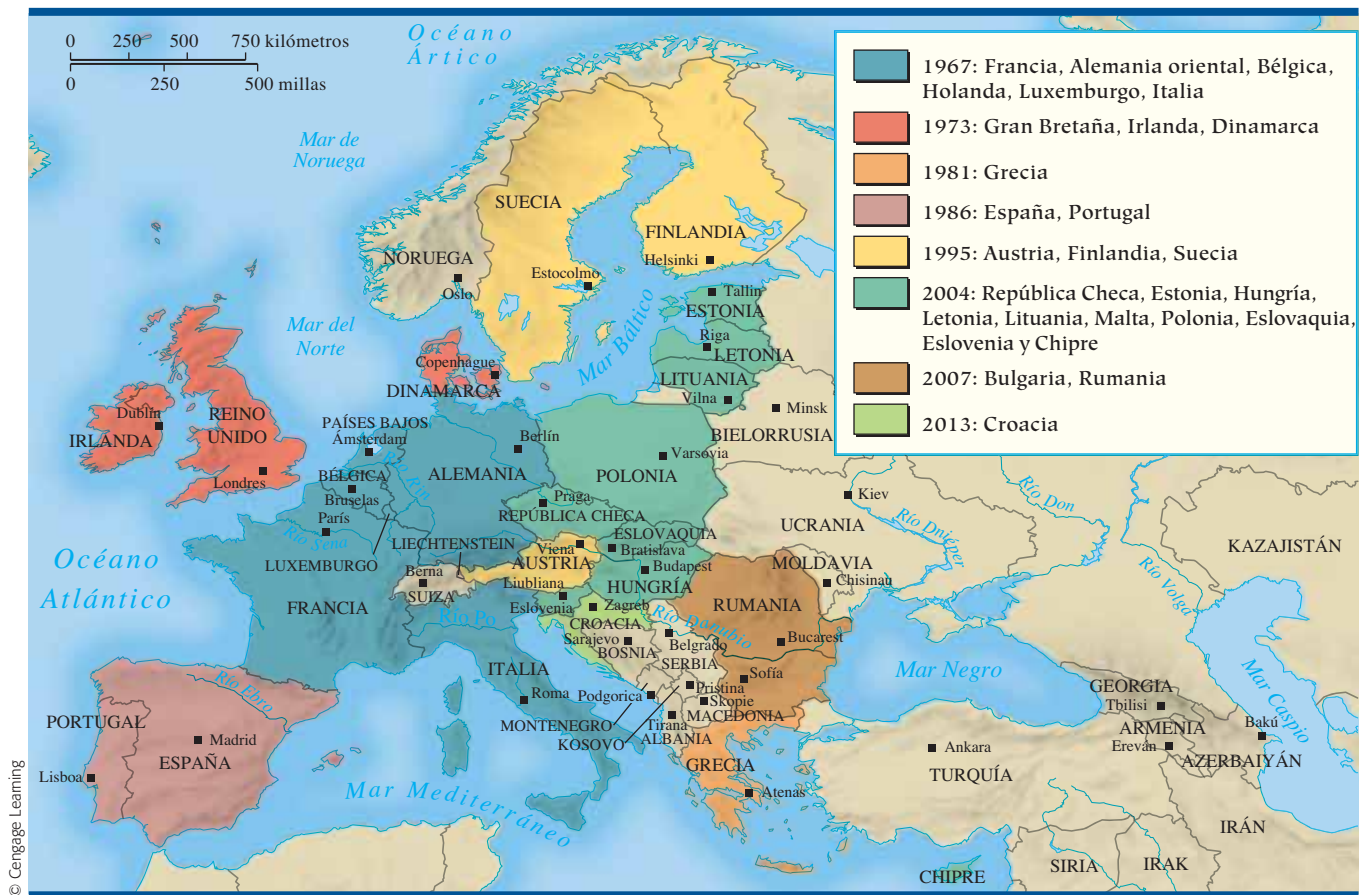 0 250 500 750 kilómetros
0 250 500 millas
Océano
Ártico
1967: Francia, Alemania oriental, Bélgica,
Holanda, Luxemburgo, Italia
1973: Gran Bretaña, Irlanda, Dinamarca
1981: Grecia
1986: España, Portugal
1995: Austria, Finlandia, Suecia
2004: República Checa, Estonia, Hungría,
Letonia, Lituania, Malta, Polonia, Eslovaquia,
Eslovenia y Chipre
2007: Bulgaria, Rumania
2013: Croacia
Mar de
Noruega
SUECIA
FINLANDIA
NORUEGA
Helsinki
Estocolmo
Oslo
Tallin
ESTONIA
Mar del
Norte
Mar Báltico
Riga
LETONIA
Copenhague
DINAMARCA
LITUANIA
Vilna
Minsk
Dublín
IRLANDA
REINO
UNIDO
PAÍSES BAJOS
Ámsterdam
Berlín
BIELORRUSIA
Londres
BÉLGICA
Bruselas
Río Rin
ALEMANIA
POLONIA
Varsovia
Praga
REPÚBLICA CHECA
Kiev
Río Don
París
Río Sena
UCRANIA
Río Dniéper
ESLOVAQUIA
Bratislava
LIECHTENSTEIN
Viena
AUSTRIA
LUXEMBURGO
Budapest
HUNGRÍA
MOLDAVIA
Chisinau
KAZAJISTÁN
Río Volga
Océano
Atlántico
Berna
SUIZA
Liubliana
Eslovenia
FRANCIA
Río Po
Zagreb
CROACIA
Río Danubio
RUMANIA
Bucarest
Sarajevo
BOSNIA
Belgrado
SERBIA
ITALIA
Roma
Podgorica
Pristina
Skopie
Sofía
Mar Negro
MONTENEGRO
KOSOVO
Tirana
ALBANIA
MACEDONIA
GEORGIA
Tbilisi
Mar Caspio
ARMENIA
Bakú
Ereván
AZERBAIYÁN
Río Ebro
PORTUGAL
Madrid
ESPAÑA
Lisboa
GRECIA
Atenas
Ankara
TURQUÍA
Mar Mediterráneo
IRÁN
SIRIA
IRAK
CHIPRE
© Cengage Learning